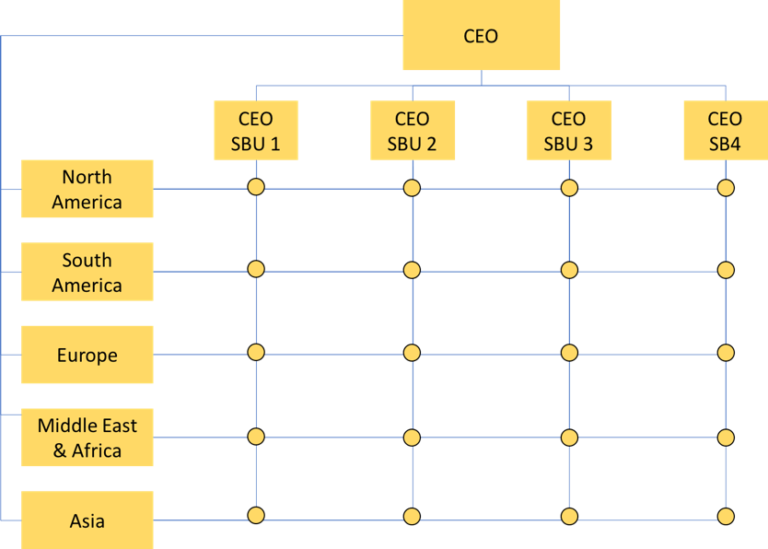 CEO
CEO
SBU 1
CEO
SBU 2
CEO
SBU 3
CEO
SB4
North
America
South
America
Europe
Middle East
& Africa
Asia